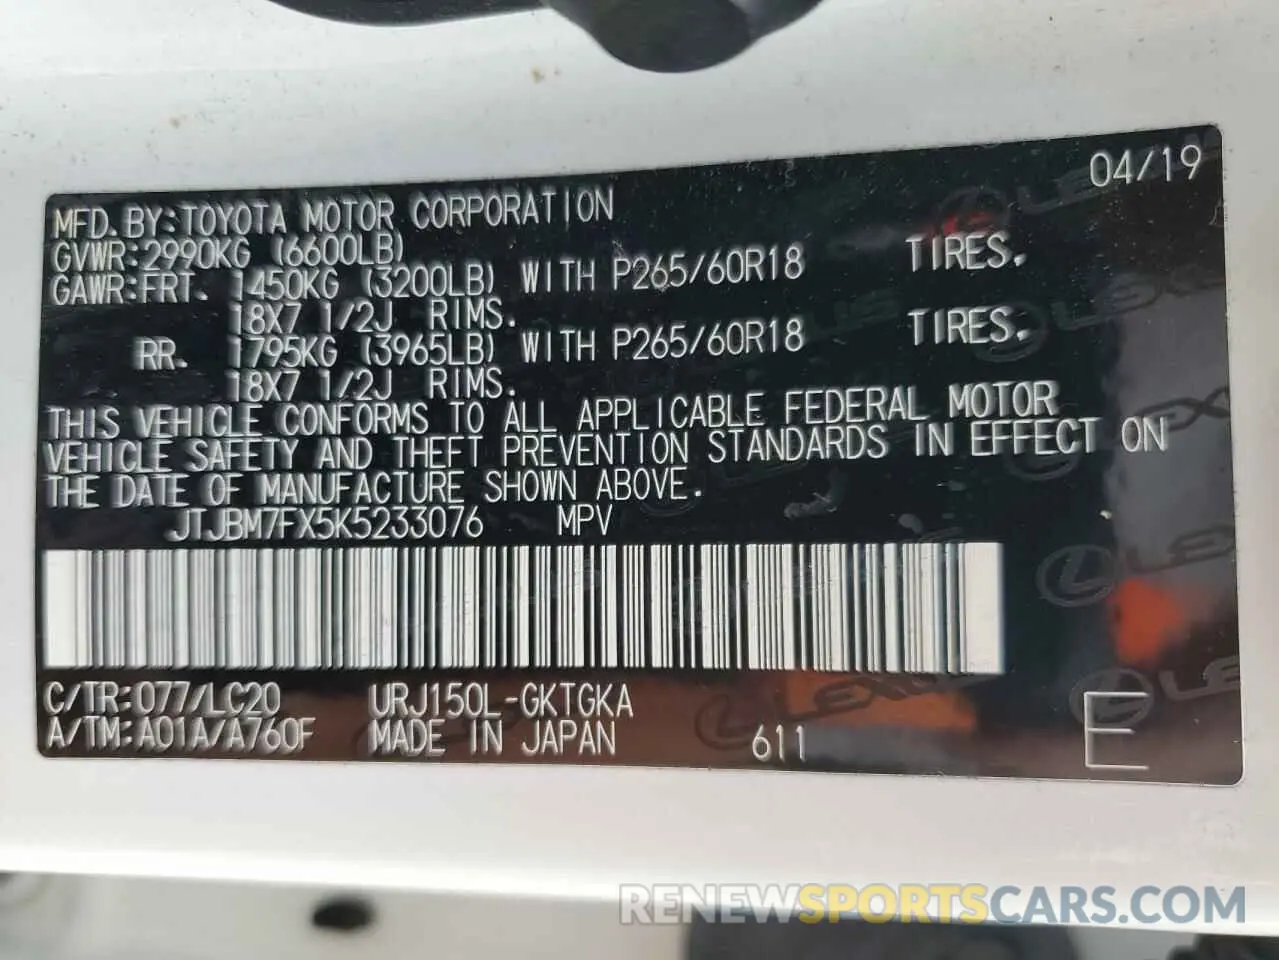 04/19
MFD. BY:TOYOTA MOTOR CORPORATION
GVWR:2990KG (6600LB)
GAWR:FRT. 1450KG (3200LB) WITH P265/60R18 TIRES.
18X7 1/2J RIMS.
RR. 1795KG (3965LB) WITH P265/60R18 TIRES.
18X7 1/2J RIMS.
THIS VEHICLE CONFORMS TO ALL APPLICABLE FEDERAL MOTOR
VEHICLE SAFETY AND THEFT PREVENTION STANDARDS IN EFFECT ON
THE DATE OF MANUFACTURE SHOWN ABOVE.
JTJBM7FX5K5233076 MPV
C/TR:077/LC20 URJ150L-GKTGKA
A/TM:A01A/A760F MADE IN JAPAN 611 E
LEXUS
RENEWSPORTSCARS.COM